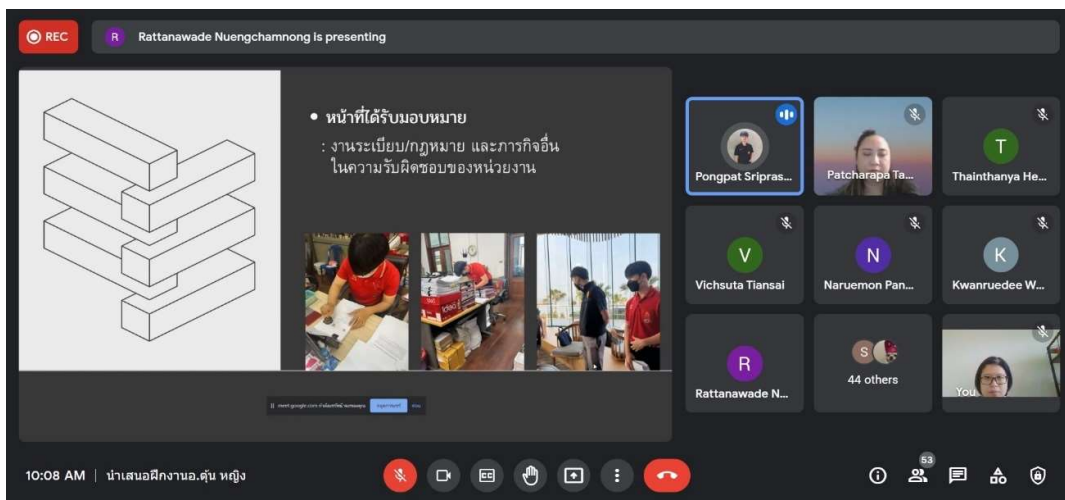 REC
R
Rattanawade Nuengchamnong is presenting
• หน้าที่ได้รับมอบหมาย
: งานระเบียบ/กฎหมาย และภารกิจอื่น
ในความรับผิดชอบของหน่วยงาน
Pongpat Sripras...
Patcharapa Ta...
T
Thainthanya He...
V
Vichsuta Tiansai
N
Naruemon Pan...
K
Kwanruedee W...
R
Rattanawade N...
S
44 others
You
Idea
meet.google.com
10:08 AM | นำเสนอฝึกงานอ.ตุ้น หญิง
CC
53